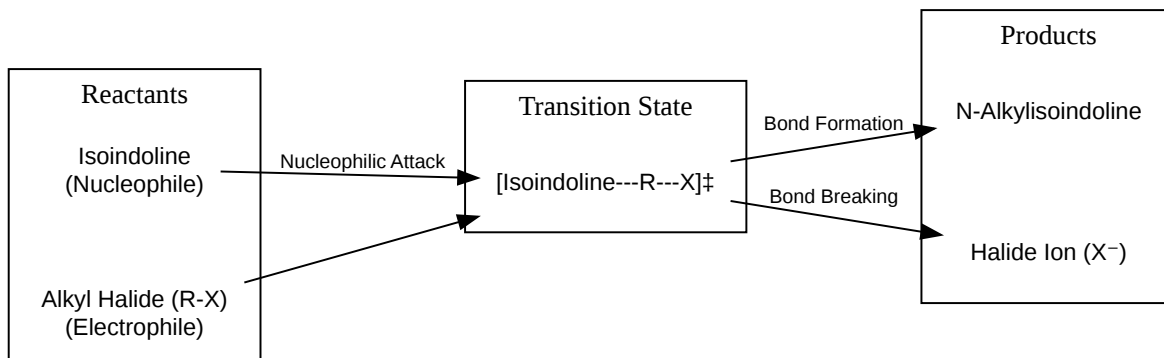 Reactants
Isoindoline
(Nucleophile)
Alkyl Halide (R-X)
(Electrophile)
Nucleophilic Attack
Transition State
[Isoindoline---R---X]‡
Bond Formation
Bond Breaking
Products
N-Alkylisoindoline
Halide Ion (X⁻)